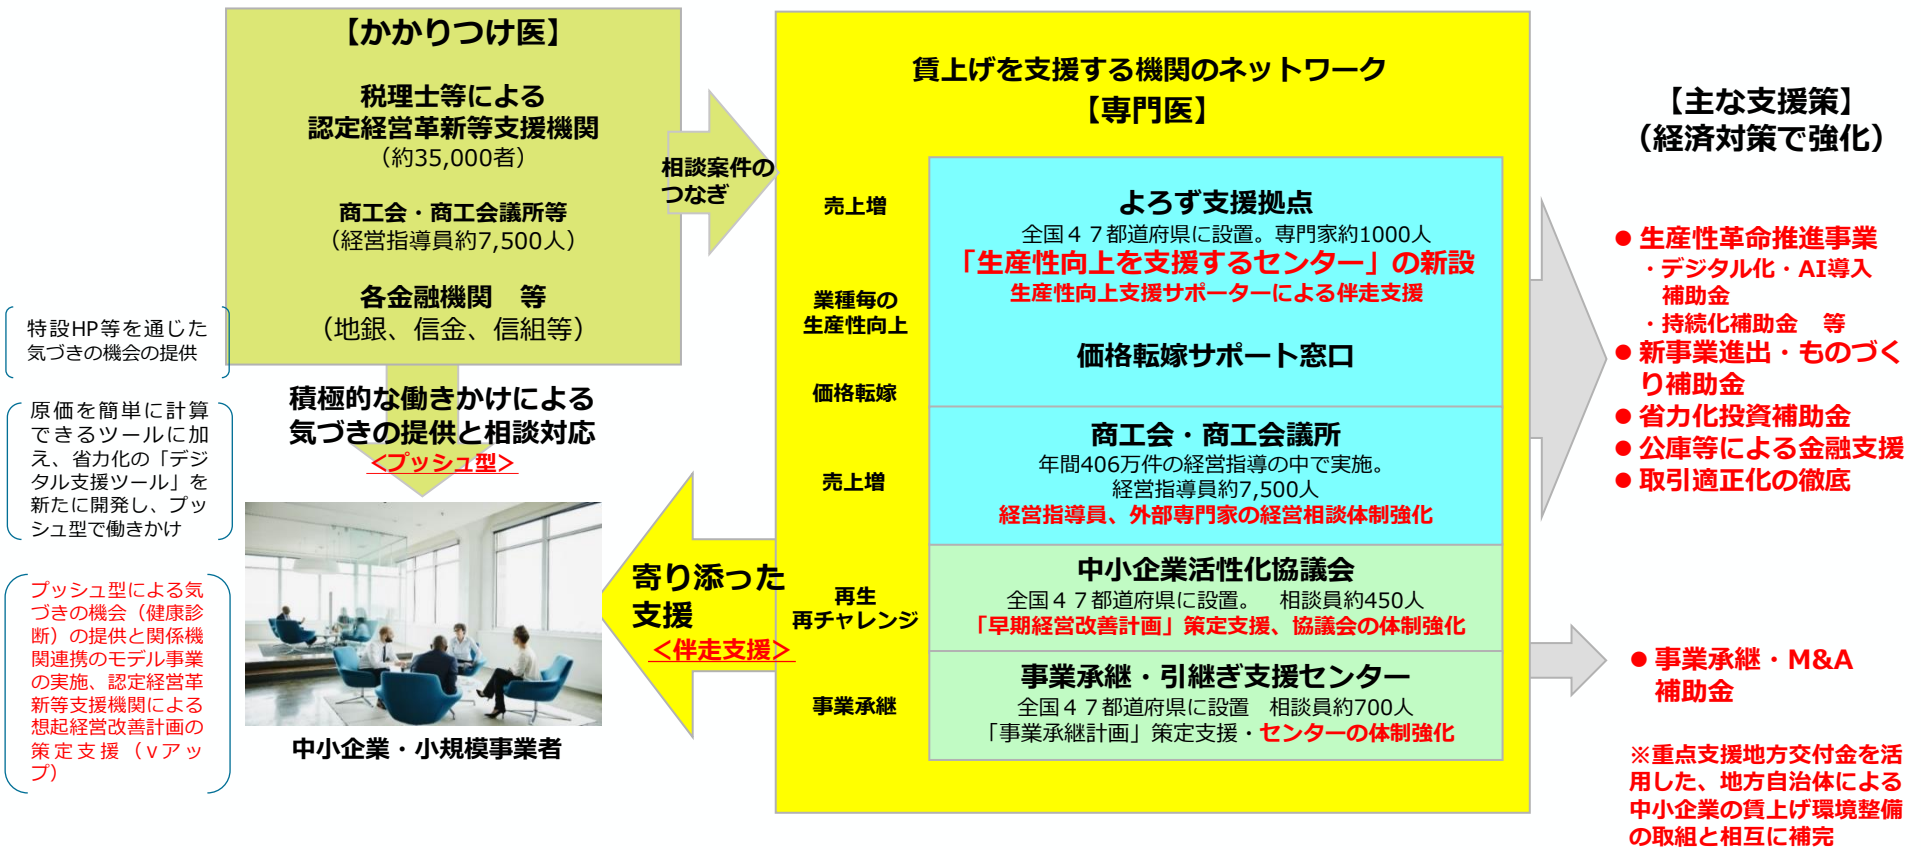 【かかりつけ医】
税理士等による
認定経営革新等支援機関
（約35,000者）
商工会・商工会議所等
（経営指導員約7,500人）
各金融機関　等
（地銀、信金、信組等）
特設HP等を通じた
気づきの機会の提供
原価を簡単に計算
できるツールに加
え、省力化の「デジ
タル支援ツール」を
新たに開発し、プッ
シュ型で働きかけ
プッシュ型による気
づきの機会（健康診
断）の提供と関係機
関連携のモデル事業
の実施、認定経営革
新等支援機関による
想起経営改善計画の
策定支援（Vアッ
プ）
積極的な働きかけによる
気づきの提供と相談対応
＜プッシュ型＞
中小企業・小規模事業者
相談案件の
つなぎ
寄り添った
支援
＜伴走支援＞
賃上げを支援する機関のネットワーク
【専門医】
売上増
業種毎の
生産性向上
価格転嫁
よろず支援拠点
全国４７都道府県に設置。専門家約1000人
「生産性向上を支援するセンター」の新設
生産性向上支援サポーターによる伴走支援
価格転嫁サポート窓口
売上増
商工会・商工会議所
年間406万件の経営指導の中で実施。
経営指導員約7,500人
経営指導員、外部専門家の経営相談体制強化
再生
再チャレンジ
中小企業活性化協議会
全国４７都道府県に設置。　相談員約450人
「早期経営改善計画」策定支援、協議会の体制強化
事業承継
事業承継・引継ぎ支援センター
全国４７都道府県に設置　相談員約700人
「事業承継計画」策定支援・センターの体制強化
【主な支援策】
（経済対策で強化）
●生産性革命推進事業
・デジタル化・AI導入
補助金
・持続化補助金　等
●新事業進出・ものづく
り補助金
●省力化投資補助金
●公庫等による金融支援
●取引適正化の徹底
●事業承継・M&A
補助金
※重点支援地方交付金を活
用した、地方自治体による
中小企業の賃上げ環境整備
の取組と相互に補完